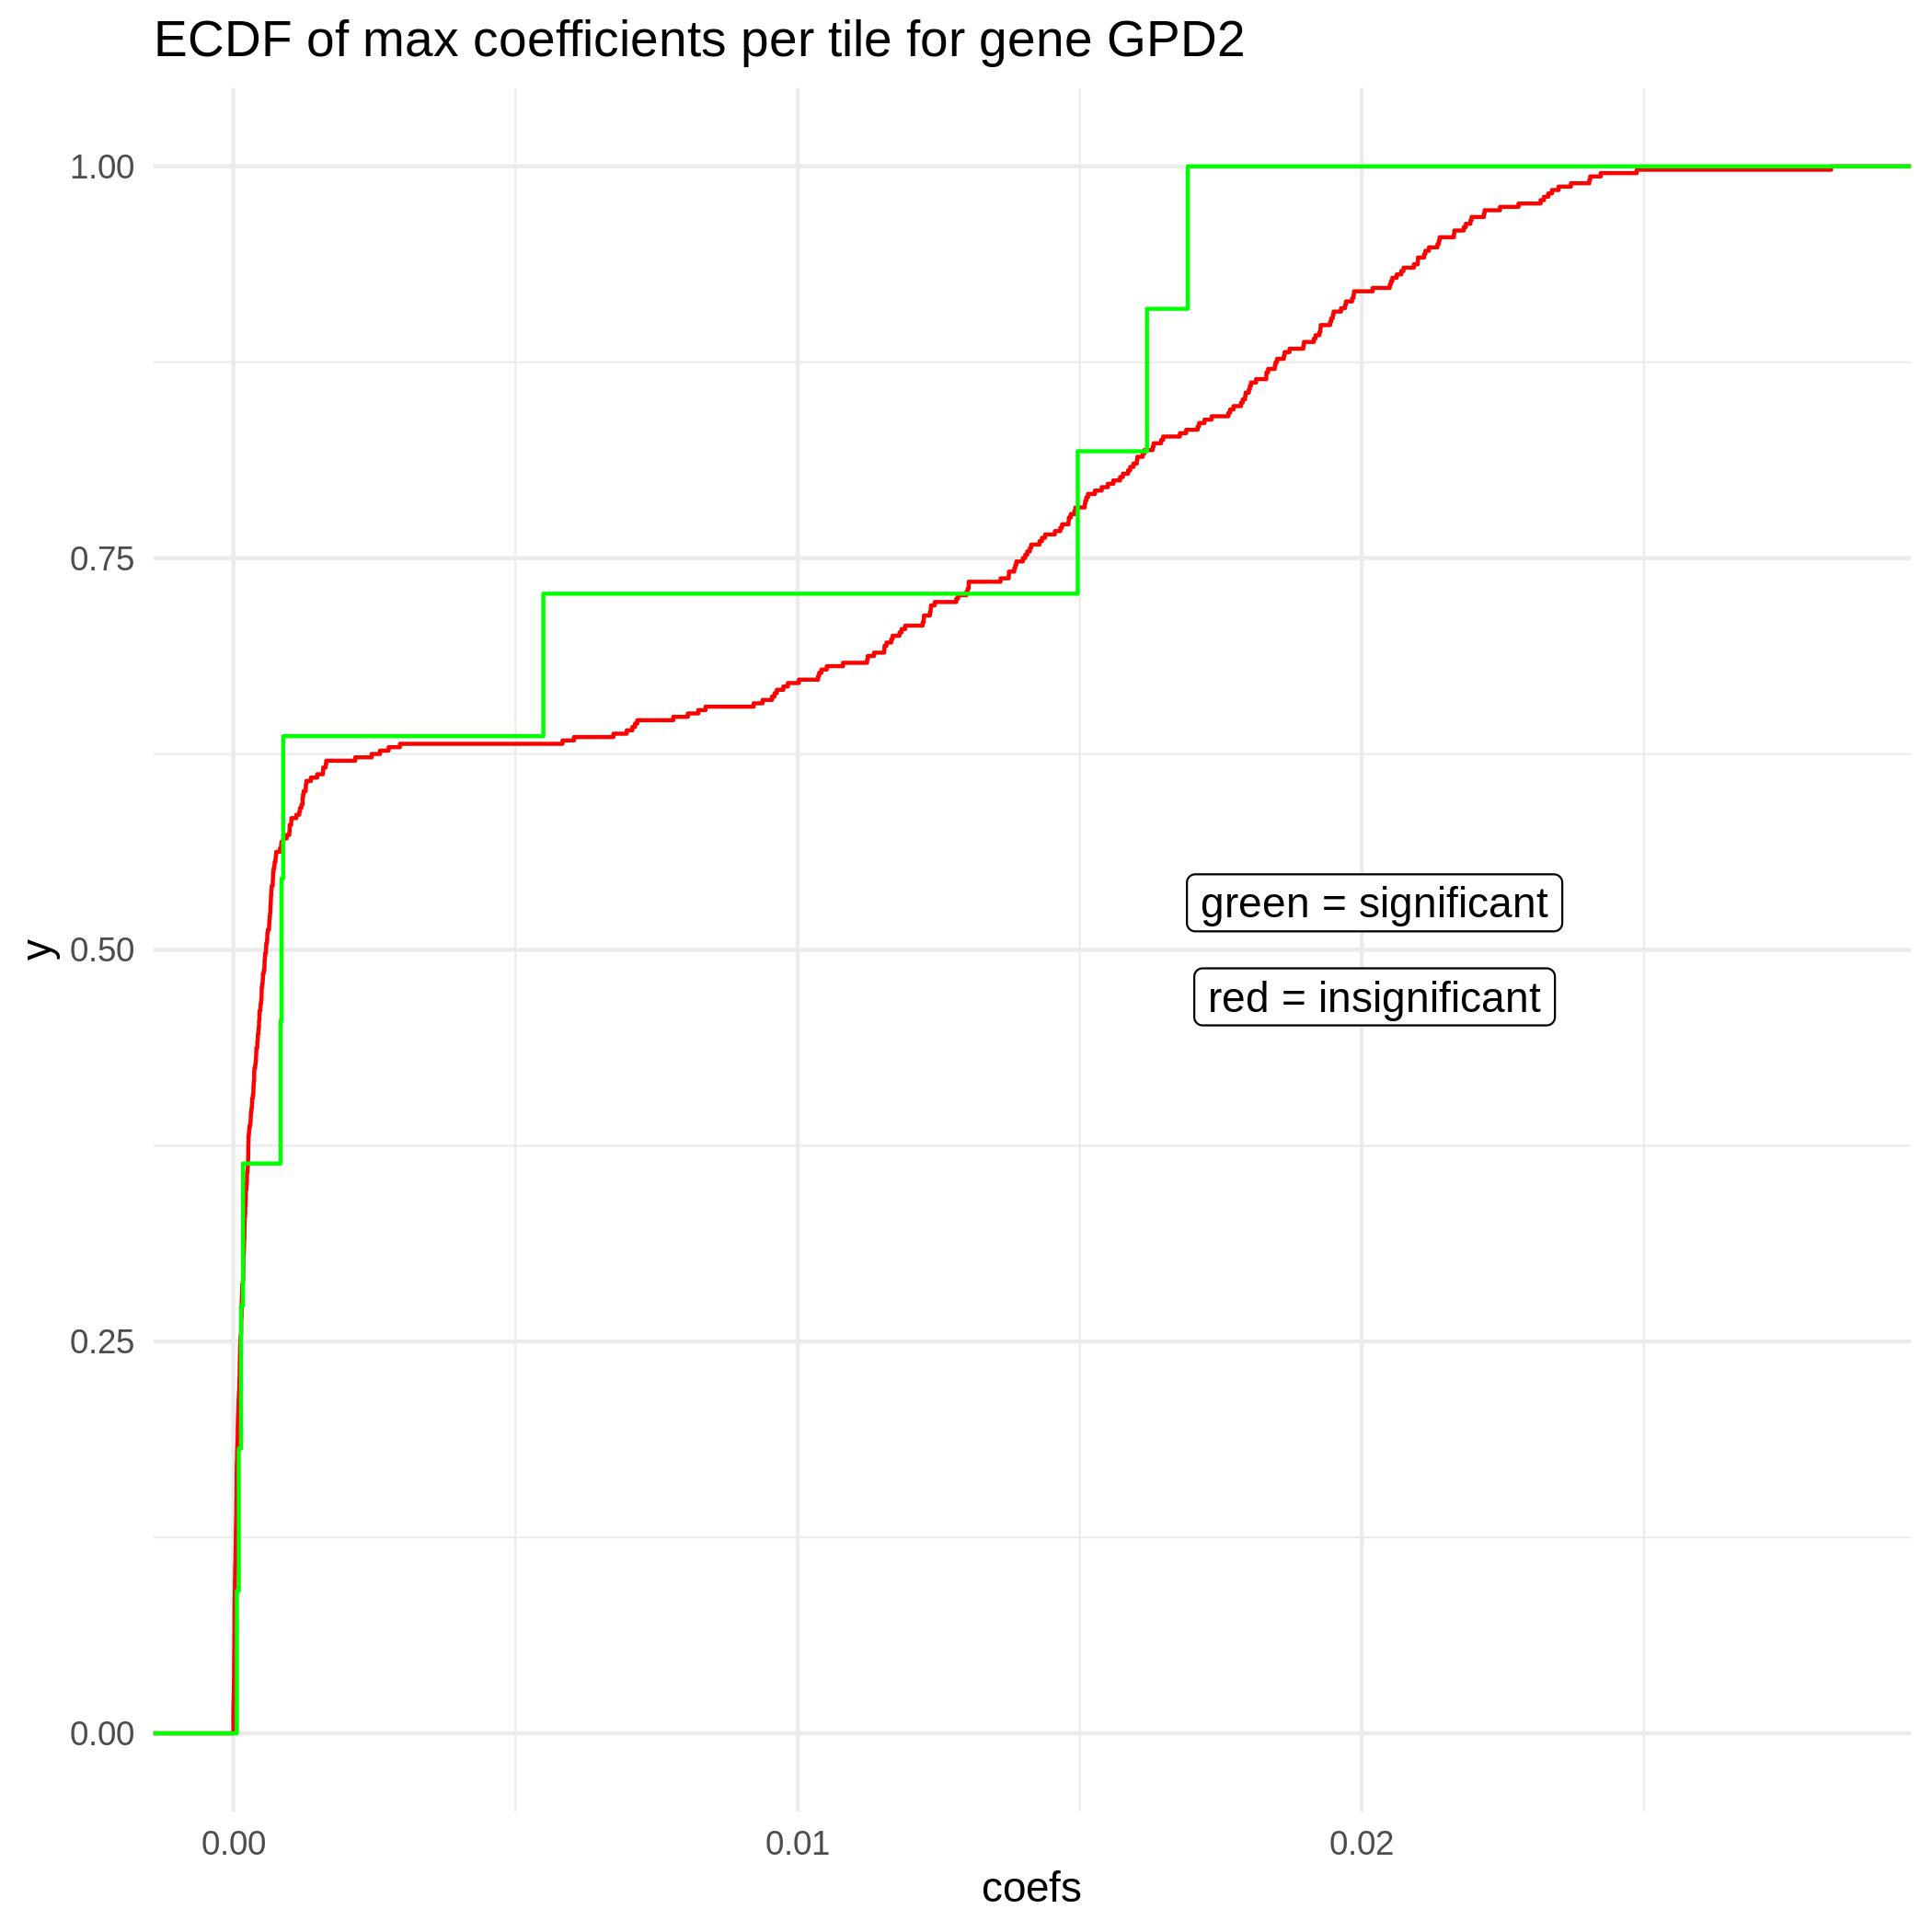 ECDF of max coefficients per tile for gene GPD2
1.00
0.75
0.50
0.25
0.00
y
green = significant
red = insignificant
0.00 0.01 0.02
coefs